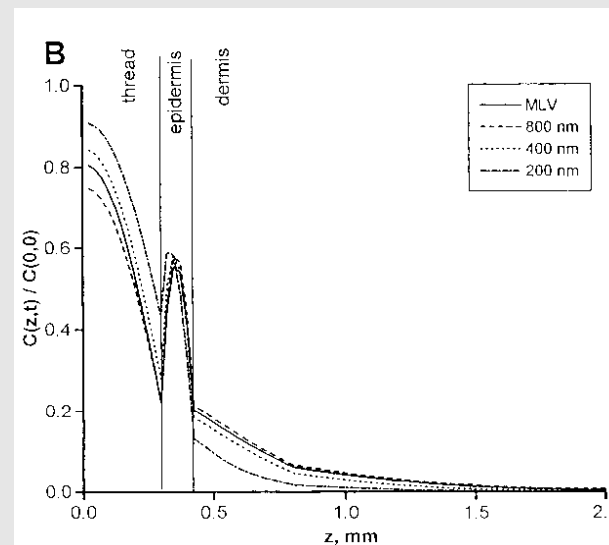 B
thread
epidermis
dermis
1.0
0.8
0.6
0.4
0.2
0.0
C(z,t) / C(0,0)
MLV
800 nm
400 nm
200 nm
0.0 0.5 1.0 1.5 2.
z, mm